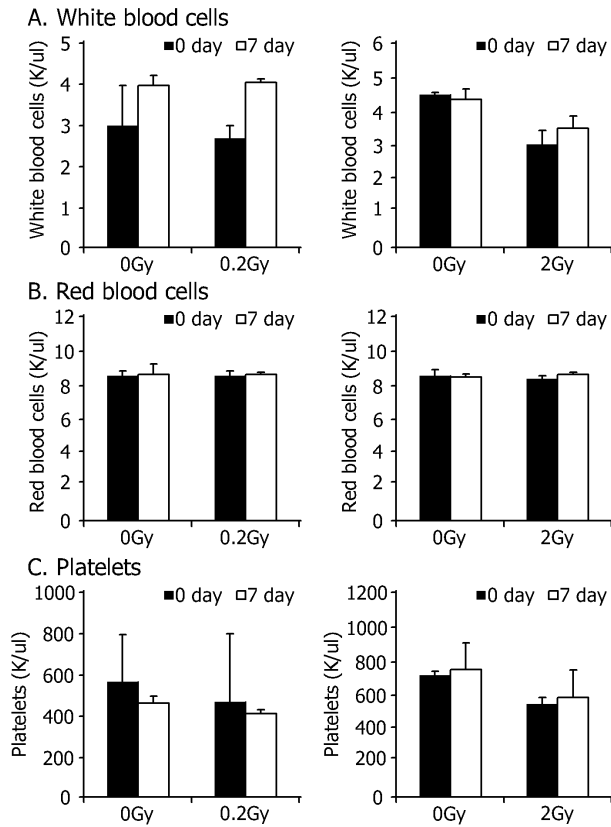 A. White blood cells
White blood cells (K/ul)
5
4
3
2
1
0
0 day 7 day
0Gy 0.2Gy
White blood cells (K/ul)
6
5
4
3
2
1
0
0 day 7 day
0Gy 2Gy
B. Red blood cells
Red blood cells (K/ul)
12
10
8
6
4
2
0
0 day 7 day
0Gy 0.2Gy
Red blood cells (K/ul)
12
10
8
6
4
2
0
0 day 7 day
0Gy 2Gy
C. Platelets
Platelets (K/ul)
1000
800
600
400
200
0
0 day 7 day
0Gy 0.2Gy
Platelets (K/ul)
1200
1000
800
600
400
200
0
0 day 7 day
0Gy 2Gy